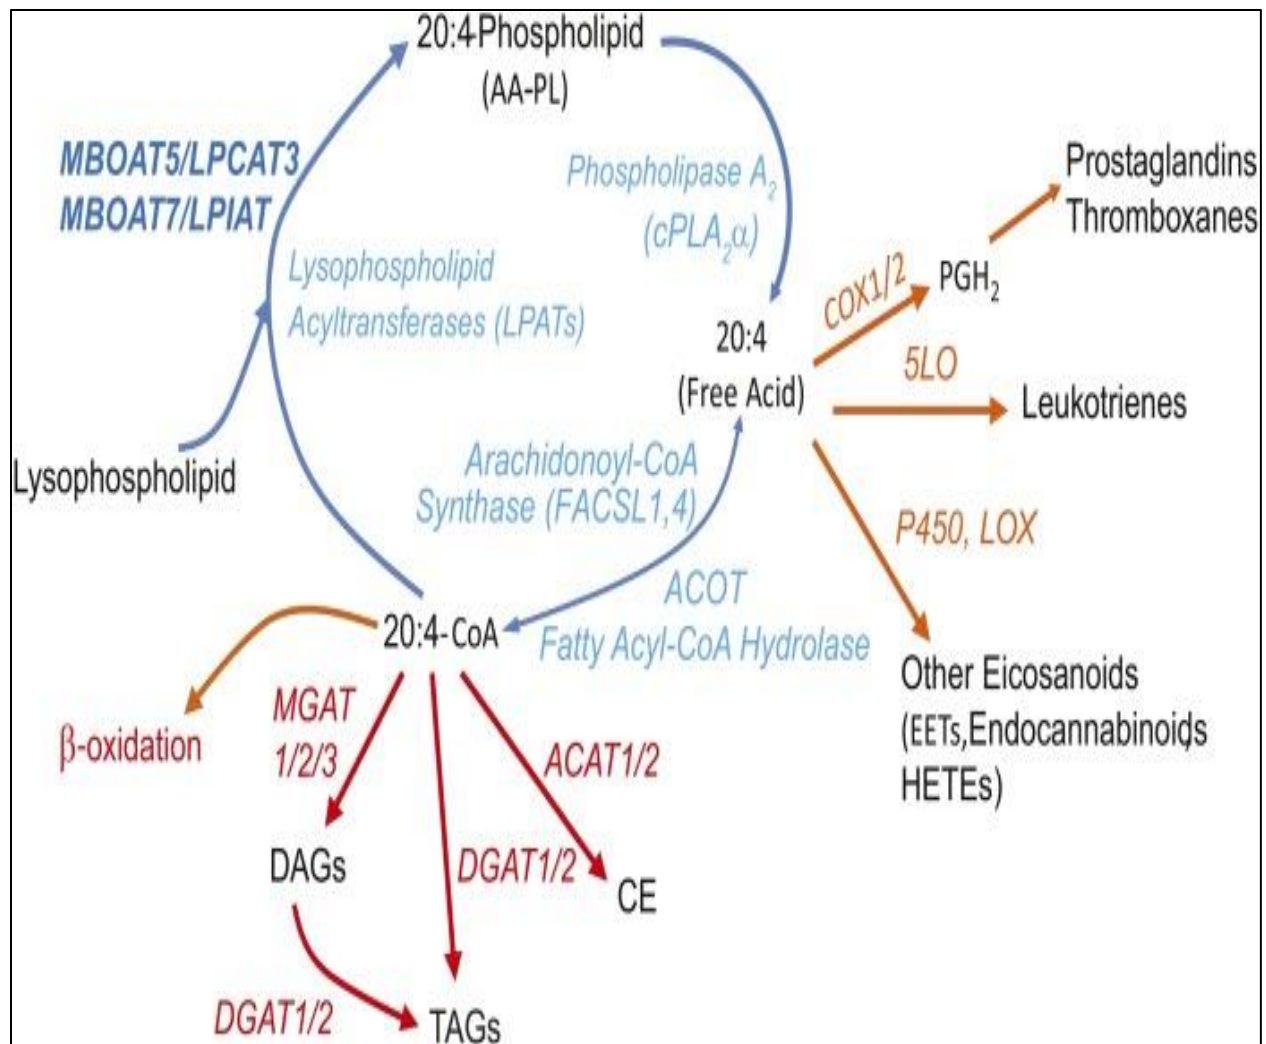 20:4-Phospholipid
(AA-PL)
MBOAT5/LPCAT3
MBOAT7/LPIAT
Phospholipase A₂
(cPLA₂α)
Prostaglandins
Thromboxanes
Lysophospholipid
Acyltransferases (LPATs)
COX1/2
PGH₂
20:4
(Free Acid)
5LO
Leukotrienes
Lysophospholipid
Arachidonoyl-CoA
Synthase (FACSL1,4)
P450, LOX
ACOT
Fatty Acyl-CoA Hydrolase
20:4-CoA
β-oxidation
MGAT
1/2/3
ACAT1/2
Other Eicosanoids
(EETs,Endocannabinoids,
HETEs)
DAGs
DGAT1/2
CE
DGAT1/2
TAGs